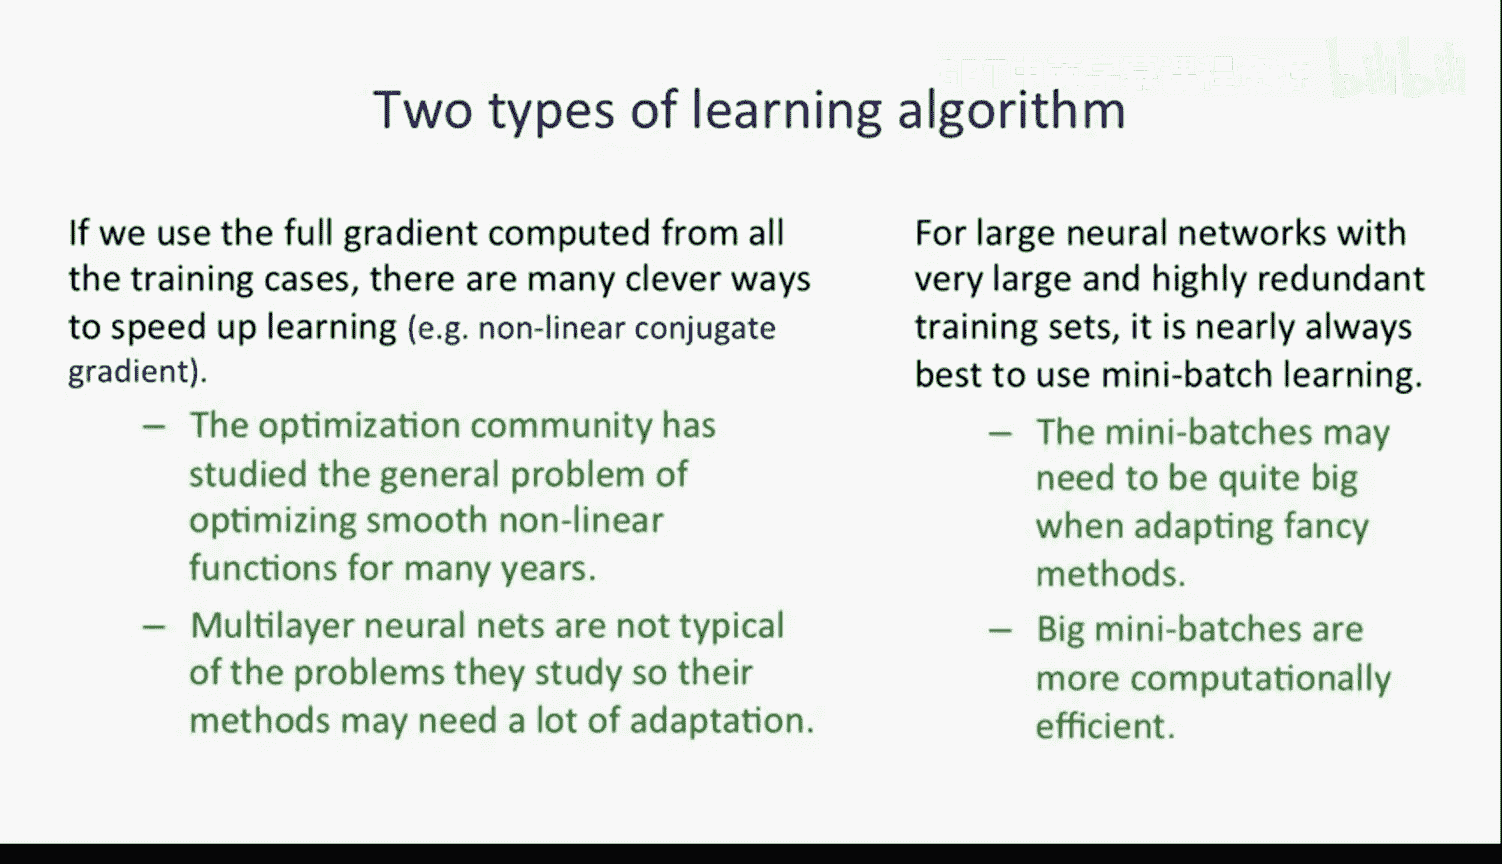 Two types of learning algorithm
If we use the full gradient computed from all
the training cases, there are many clever ways
to speed up learning (e.g. non-linear conjugate
gradient).
– The optimization community has
studied the general problem of
optimizing smooth non-linear
functions for many years.
– Multilayer neural nets are not typical
of the problems they study so their
methods may need a lot of adaptation.
For large neural networks with
very large and highly redundant
training sets, it is nearly always
best to use mini-batch learning.
– The mini-batches may
need to be quite big
when adapting fancy
methods.
– Big mini-batches are
more computationally
efficient.
bilibili